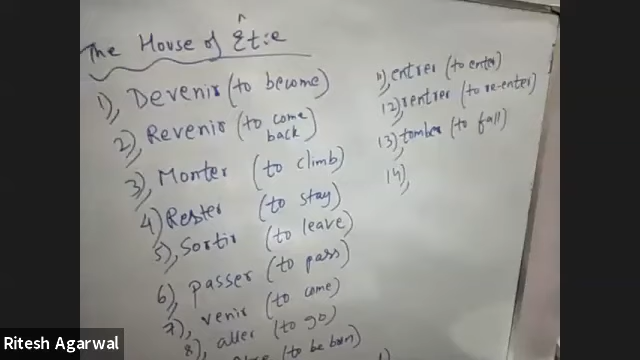 The House of Être
1), Devenir (to become)
2), Revenir (to come back)
3), Monter (to climb)
4) Rester (to stay)
5), Sortir (to leave)
6), passer (to pass)
7), venir (to come)
8), aller (to go)
(to be born)
11), entrer (to enter)
12) rentrer (to re-enter)
13), tomber (to fall)
14),
Ritesh Agarwal